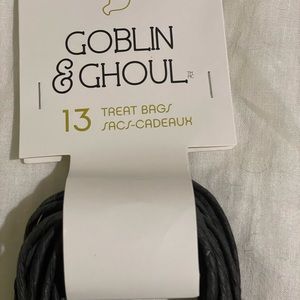 GOBLIN
& GHOUL
13 TREAT BAGS
SACS-CADEAUX